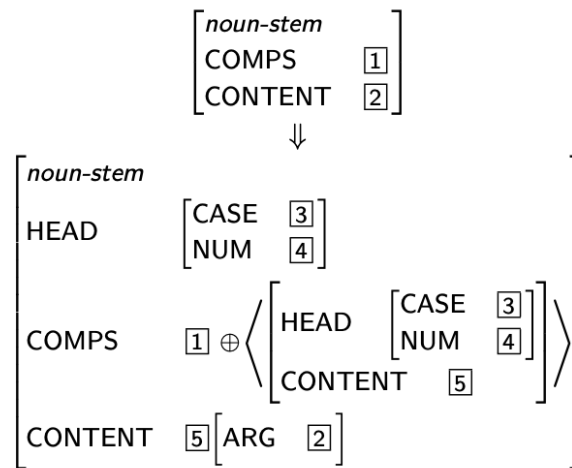 noun-stem
COMPS 1
CONTENT 2
⇓
noun-stem
HEAD CASE 3
NUM 4
COMPS 1 ⊕ ⟨ HEAD CASE 3
NUM 4
CONTENT 5 ⟩
CONTENT 5 ARG 2